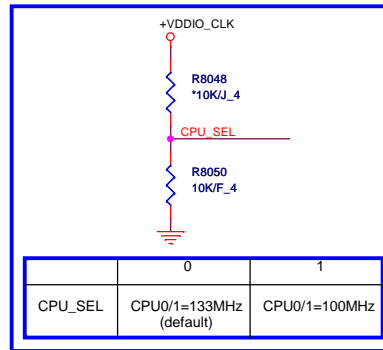 +VDDIO_CLK
R8048
*10K/J_4
CPU_SEL
R8050
10K/F_4
0 1
CPU_SEL CPU0/1=133MHz CPU0/1=100MHz
(default)